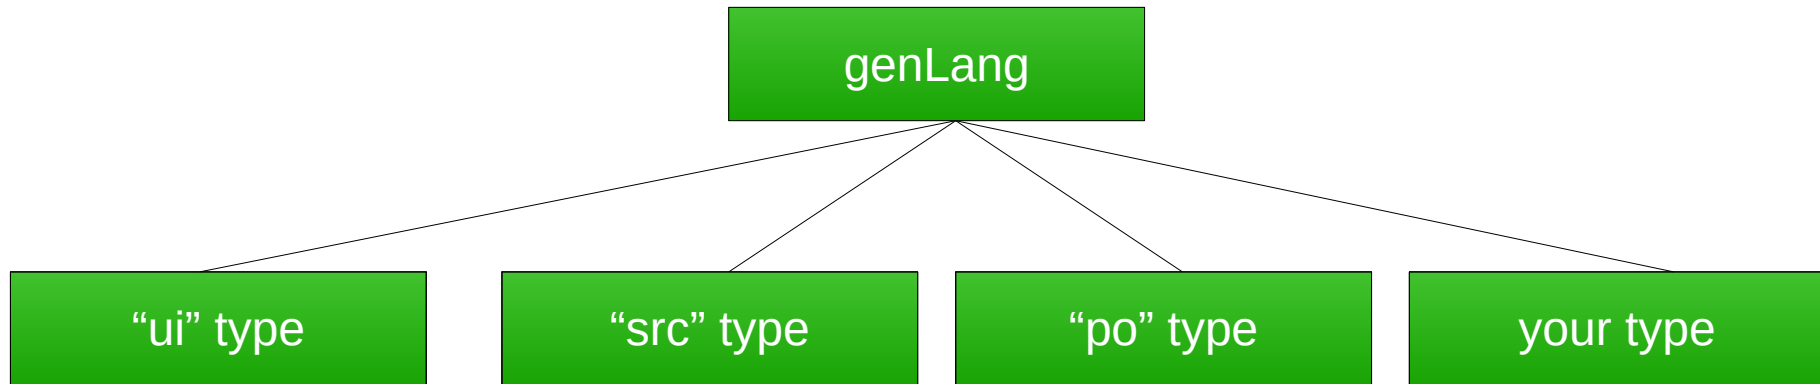 genLang
“ui” type
“src” type
“po” type
your type